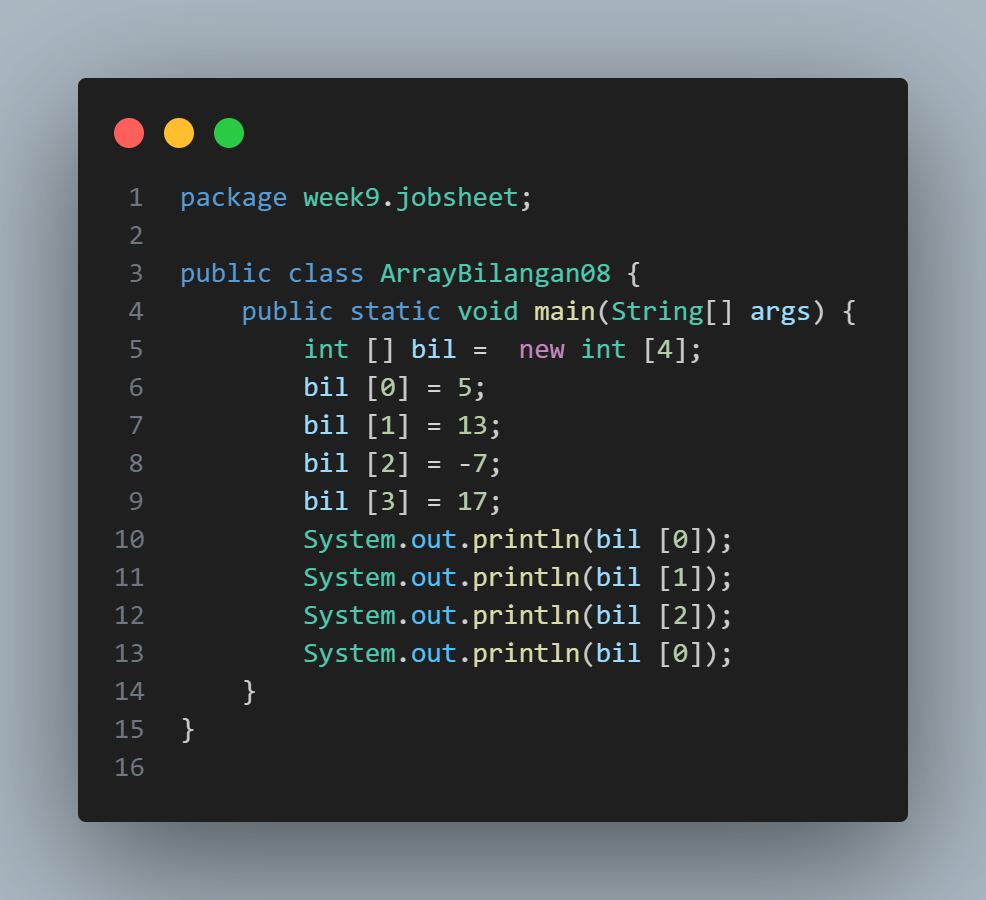 1 package week9.jobsheet;
2
3 public class ArrayBilangan08 {
4     public static void main(String[] args) {
5         int [] bil =  new int [4];
6         bil [0] = 5;
7         bil [1] = 13;
8         bil [2] = -7;
9         bil [3] = 17;
10         System.out.println(bil [0]);
11         System.out.println(bil [1]);
12         System.out.println(bil [2]);
13         System.out.println(bil [0]);
14     }
15 }
16